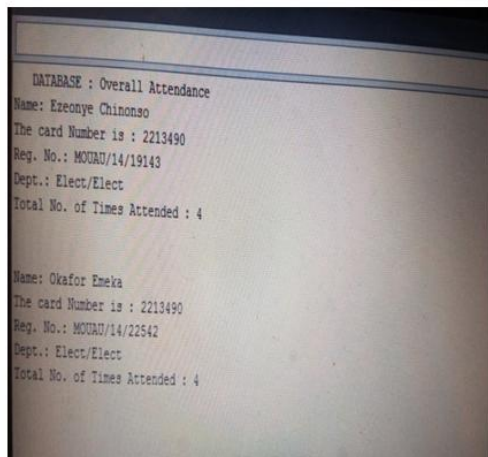 DATABASE : Overall Attendance
Name: Ezeonye Chinonso
The card Number is : 2213490
Reg. No.: MOUAU/14/19143
Dept.: Elect/Elect
Total No. of Times Attended : 4
Name: Okafor Emeka
The card Number is : 2213490
Reg. No.: MOUAU/14/22542
Dept.: Elect/Elect
Total No. of Times Attended : 4